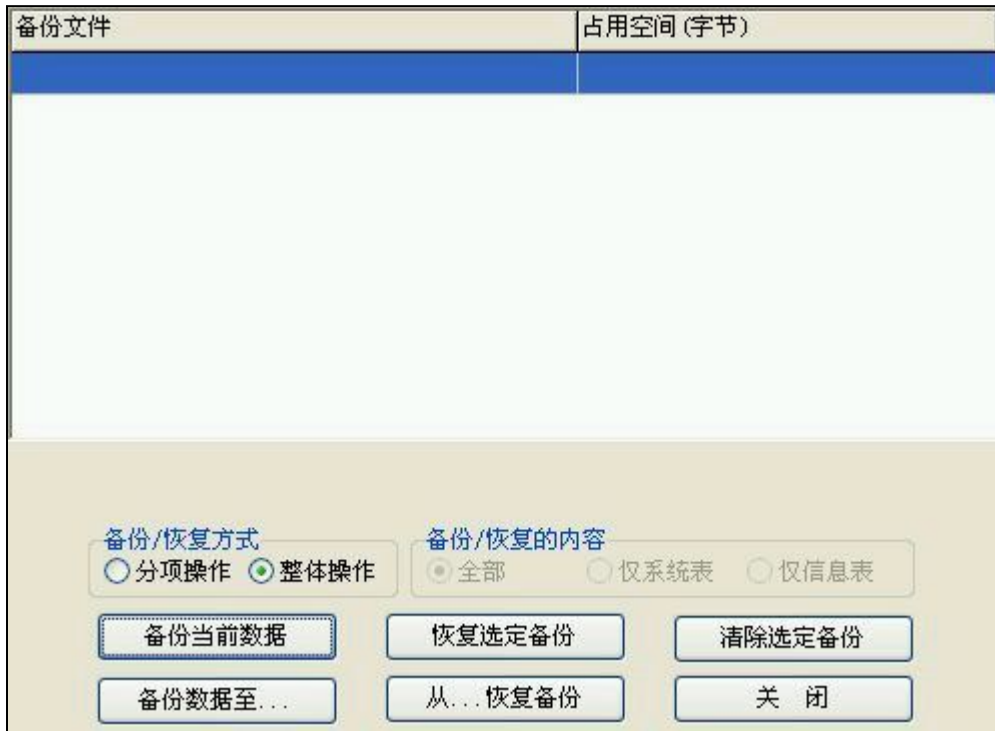 备份文件 占用空间(字节)
备份/恢复方式 备份/恢复的内容
分项操作 整体操作 全部 仅系统表 仅信息表
备份当前数据 恢复选定备份 清除选定备份
备份数据至... 从...恢复备份 关 闭